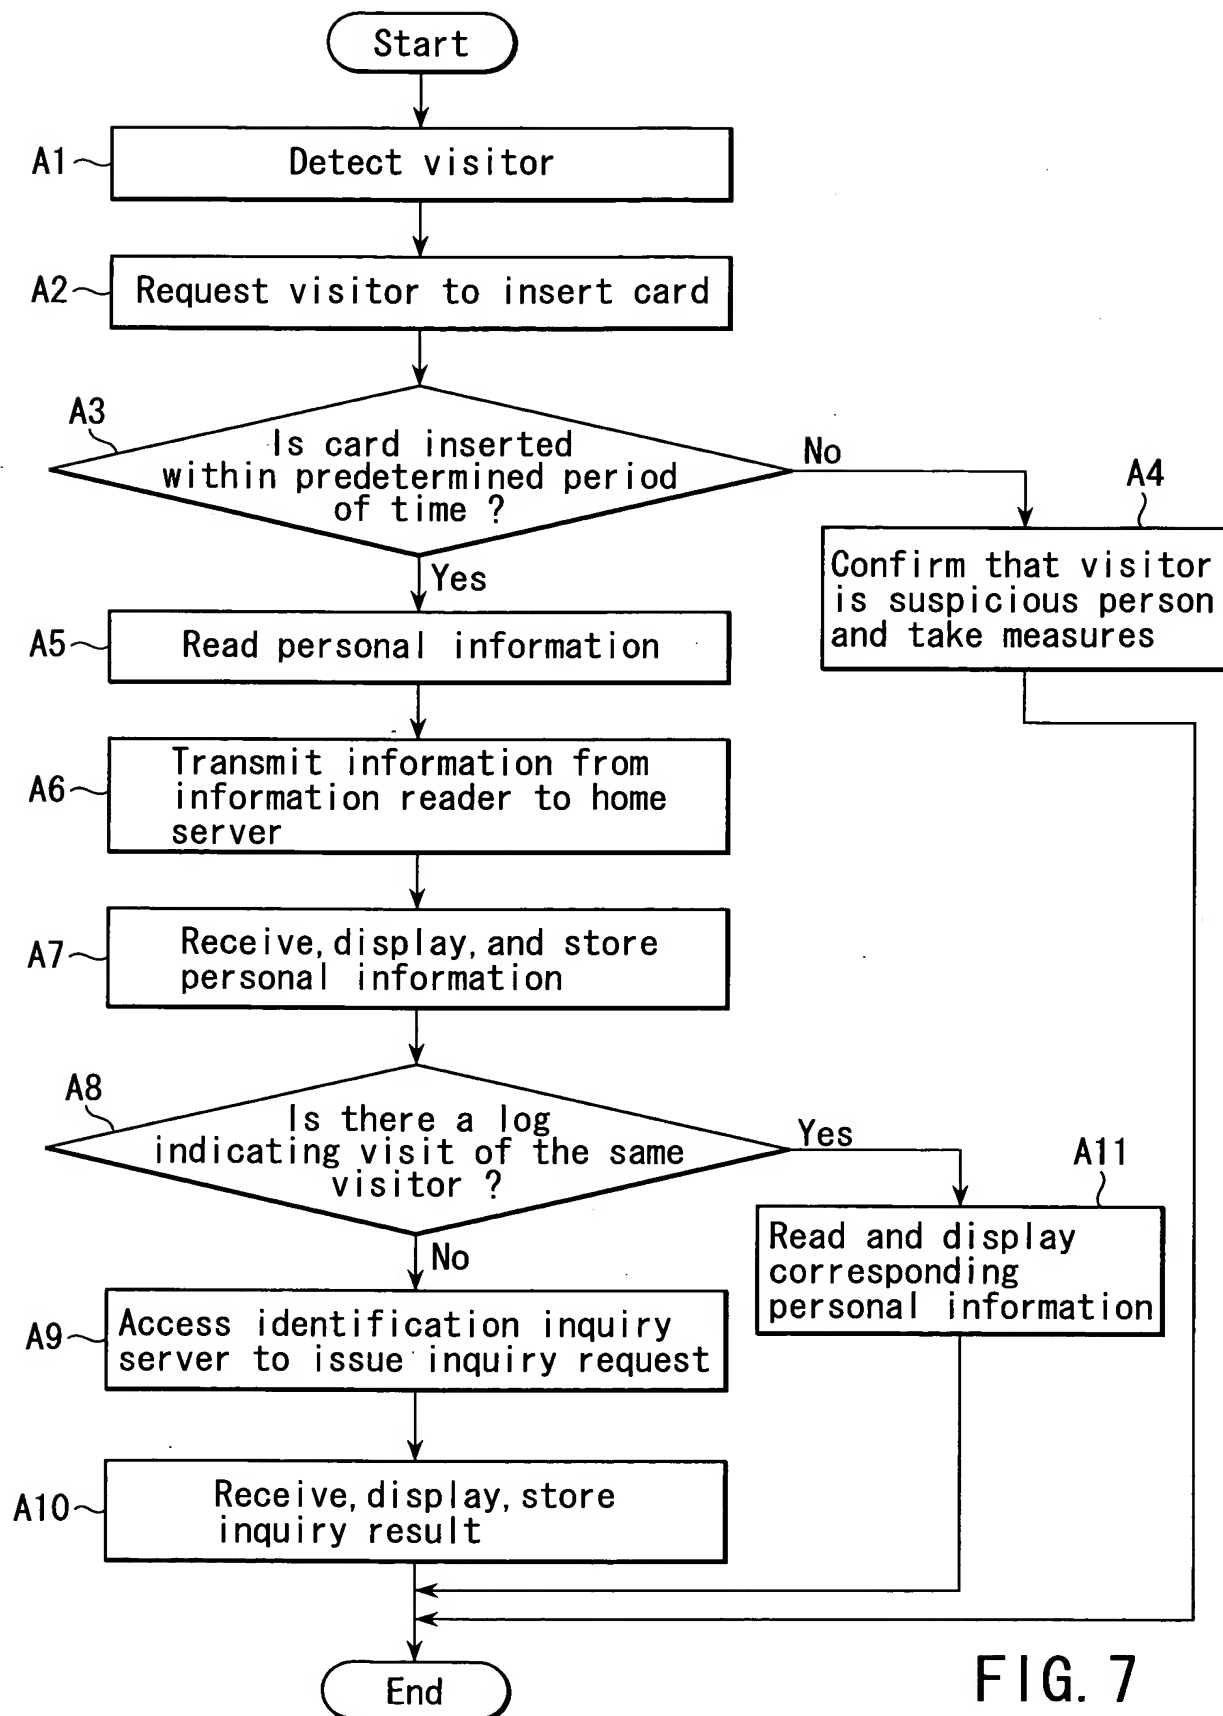 Start
A1
Detect visitor
A2
Request visitor to insert card
A3
Is card inserted
within predetermined period
of time ?
No
A4
Confirm that visitor
is suspicious person
and take measures
Yes
A5
Read personal information
A6
Transmit information from
information reader to home
server
A7
Receive, display, and store
personal information
A8
Is there a log
indicating visit of the same
visitor ?
Yes
A11
Read and display
corresponding
personal information
No
A9
Access identification inquiry
server to issue inquiry request
A10
Receive, display, store
inquiry result
End
FIG. 7